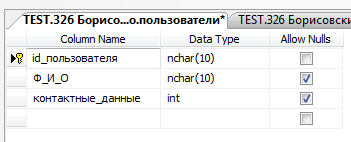 TEST.326 Борисо...о.пользователи*
TEST.326 Борисовски
Column Name Data Type Allow Nulls
id_пользователя nchar(10)
Ф_И_О nchar(10)
контактные_данные int